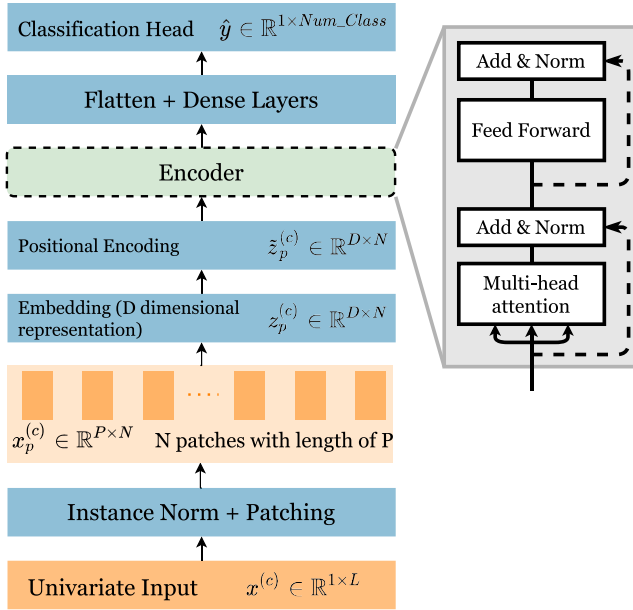 Classification Head ŷ ∈ ℝ^{1×Num_Class}
Flatten + Dense Layers
Encoder
Positional Encoding z̃_p^{(c)} ∈ ℝ^{D×N}
Embedding (D dimensional
representation) z_p^{(c)} ∈ ℝ^{D×N}
x_p^{(c)} ∈ ℝ^{P×N} N patches with length of P
Instance Norm + Patching
Univariate Input x^{(c)} ∈ ℝ^{1×L}
Add & Norm
Feed Forward
Add & Norm
Multi-head
attention